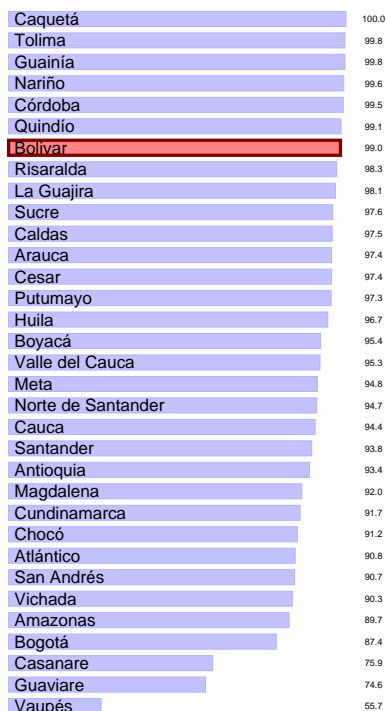 Caquetá 100.0
Tolima 99.8
Guainía 99.8
Nariño 99.6
Córdoba 99.5
Quindío 99.1
Bolivar 99.0
Risaralda 98.3
La Guajira 98.1
Sucre 97.6
Caldas 97.5
Arauca 97.4
Cesar 97.4
Putumayo 97.3
Huila 96.7
Boyacá 95.4
Valle del Cauca 95.3
Meta 94.8
Norte de Santander 94.7
Cauca 94.4
Santander 93.8
Antioquia 93.4
Magdalena 92.0
Cundinamarca 91.7
Chocó 91.2
Atlántico 90.8
San Andrés 90.7
Vichada 90.3
Amazonas 89.7
Bogotá 87.4
Casanare 75.9
Guaviare 74.6
Vaupés 55.7